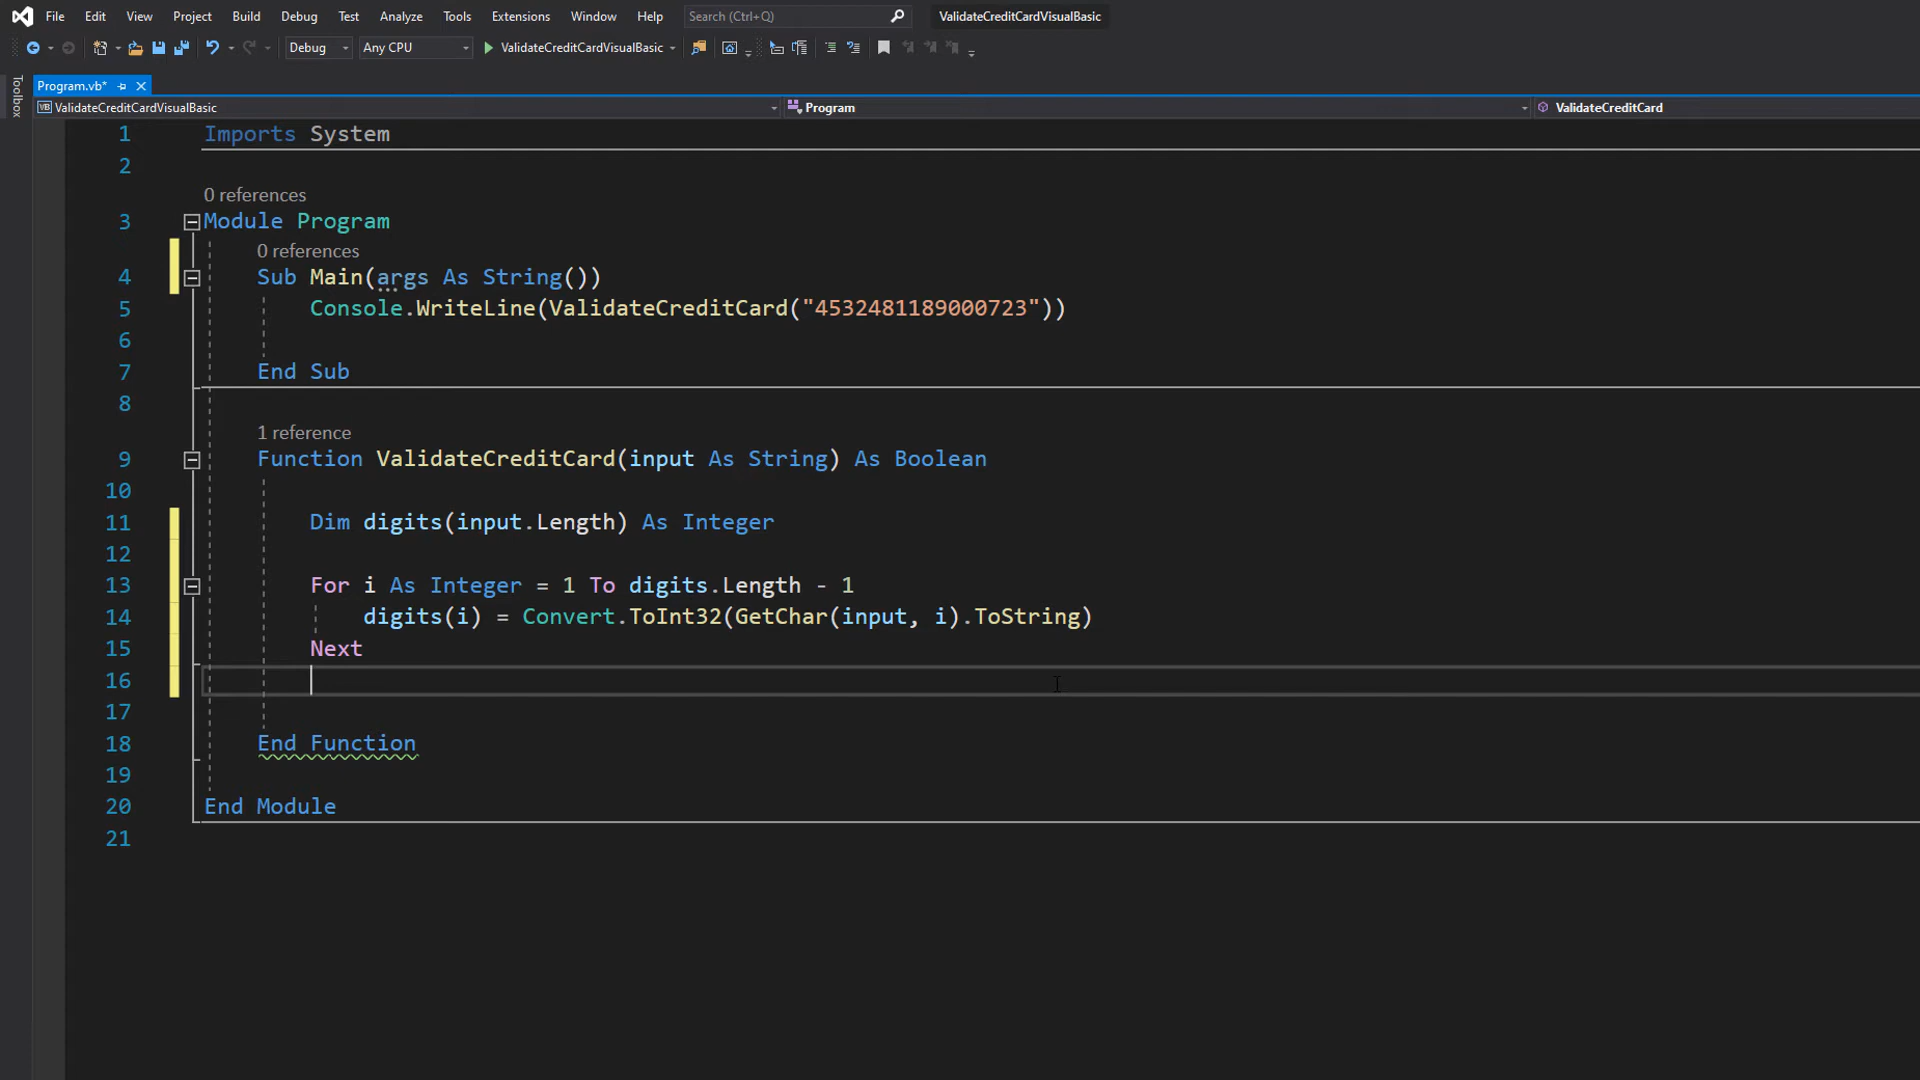 File Edit View Project Build Debug Test Analyze Tools Extensions Window Help Search (Ctrl+Q) ValidateCreditCardVisualBasic
Debug Any CPU ValidateCreditCardVisualBasic
Toolbox
Program.vb*
VB ValidateCreditCardVisualBasic Program ValidateCreditCard
1 Imports System
2
0 references
3 Module Program
0 references
4 Sub Main(args As String())
5 Console.WriteLine(ValidateCreditCard("4532481189000723"))
6
7 End Sub
8
1 reference
9 Function ValidateCreditCard(input As String) As Boolean
10
11 Dim digits(input.Length) As Integer
12
13 For i As Integer = 1 To digits.Length - 1
14 digits(i) = Convert.ToInt32(GetChar(input, i).ToString)
15 Next
16
17
18 End Function
19
20 End Module
21